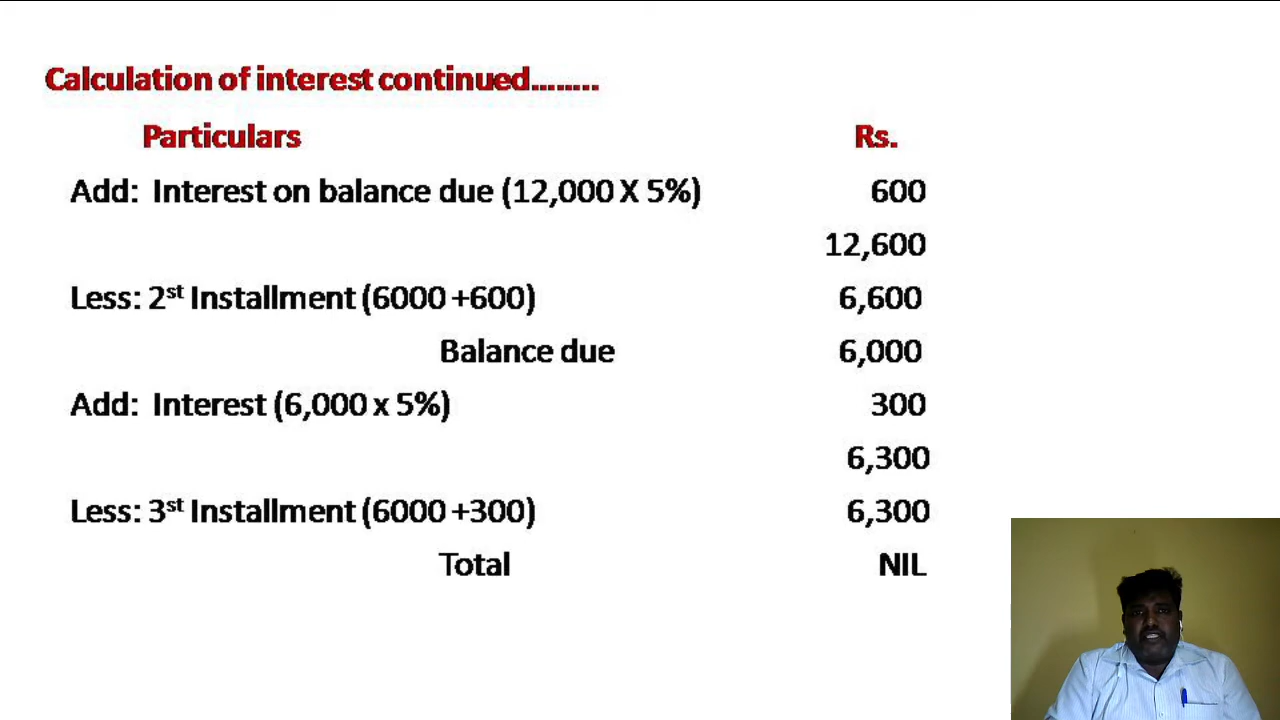 Calculation of interest continued........
Particulars Rs.
Add: Interest on balance due (12,000 X 5%) 600
12,600
Less: 2st Installment (6000 +600) 6,600
Balance due 6,000
Add: Interest (6,000 x 5%) 300
6,300
Less: 3st Installment (6000 +300) 6,300
Total NIL